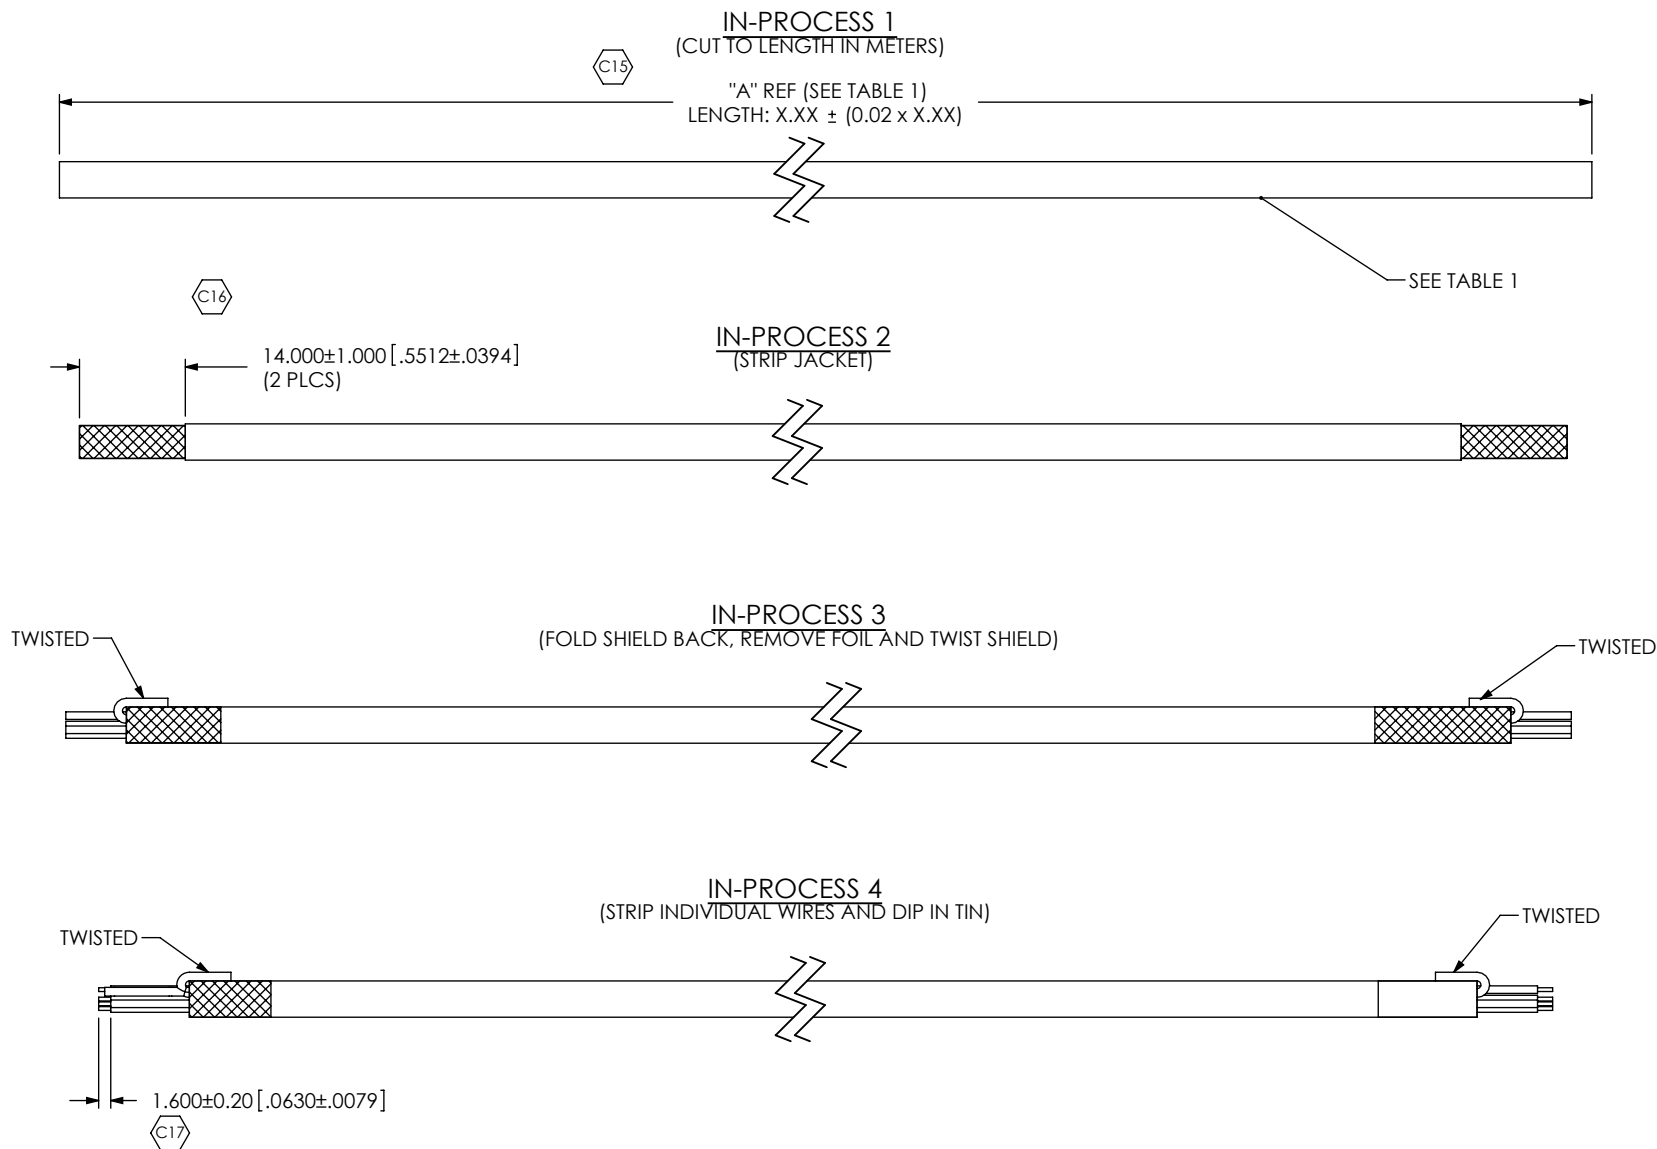 IN-PROCESS 1
(CUT TO LENGTH IN METERS)
C15
"A" REF (SEE TABLE 1)
LENGTH: X.XX ± (0.02 x X.XX)
SEE TABLE 1
C16
IN-PROCESS 2
(STRIP JACKET)
14.000±1.000 [.5512±.0394]
(2 PLCS)
IN-PROCESS 3
(FOLD SHIELD BACK, REMOVE FOIL AND TWIST SHIELD)
TWISTED
TWISTED
IN-PROCESS 4
(STRIP INDIVIDUAL WIRES AND DIP IN TIN)
TWISTED
TWISTED
1.600±0.20 [.0630±.0079]
C17